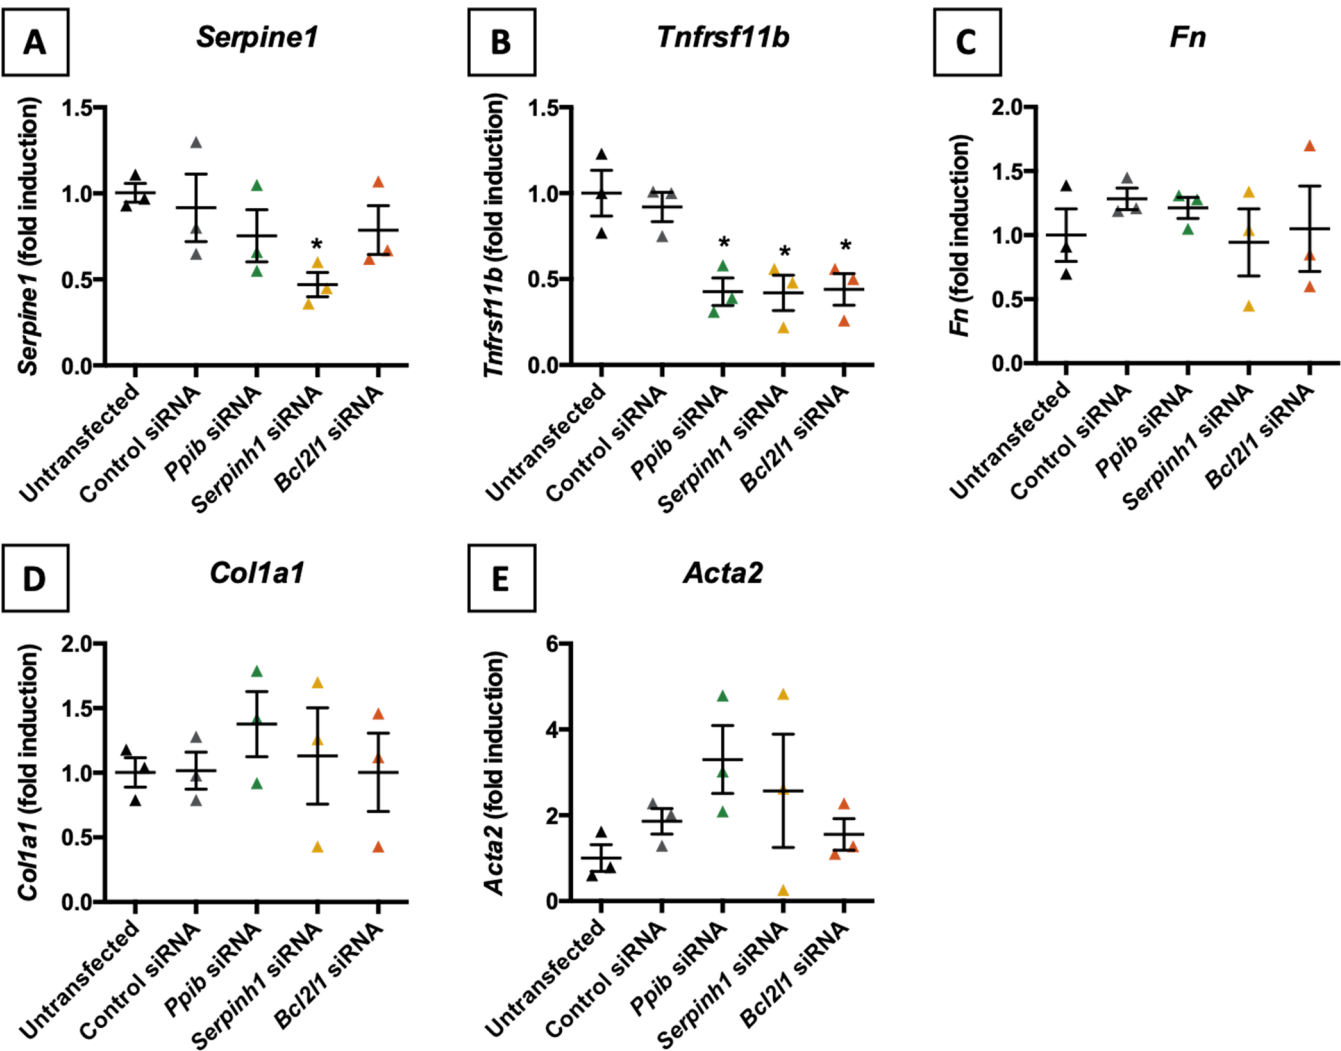 A
Serpine1
Serpine1 (fold induction)
1.5
1.0
0.5
0.0
*
Untransfected
Control siRNA
Ppib siRNA
Serpinh1 siRNA
Bcl2l1 siRNA
B
Tnfrsf11b
Tnfrsf11b (fold induction)
1.5
1.0
0.5
0.0
* * *
Untransfected
Control siRNA
Ppib siRNA
Serpinh1 siRNA
Bcl2l1 siRNA
C
Fn
Fn (fold induction)
2.0
1.5
1.0
0.5
0.0
Untransfected
Control siRNA
Ppib siRNA
Serpinh1 siRNA
Bcl2l1 siRNA
D
Col1a1
Col1a1 (fold induction)
2.0
1.5
1.0
0.5
0.0
Untransfected
Control siRNA
Ppib siRNA
Serpinh1 siRNA
Bcl2l1 siRNA
E
Acta2
Acta2 (fold induction)
6
4
2
0
Untransfected
Control siRNA
Ppib siRNA
Serpinh1 siRNA
Bcl2l1 siRNA